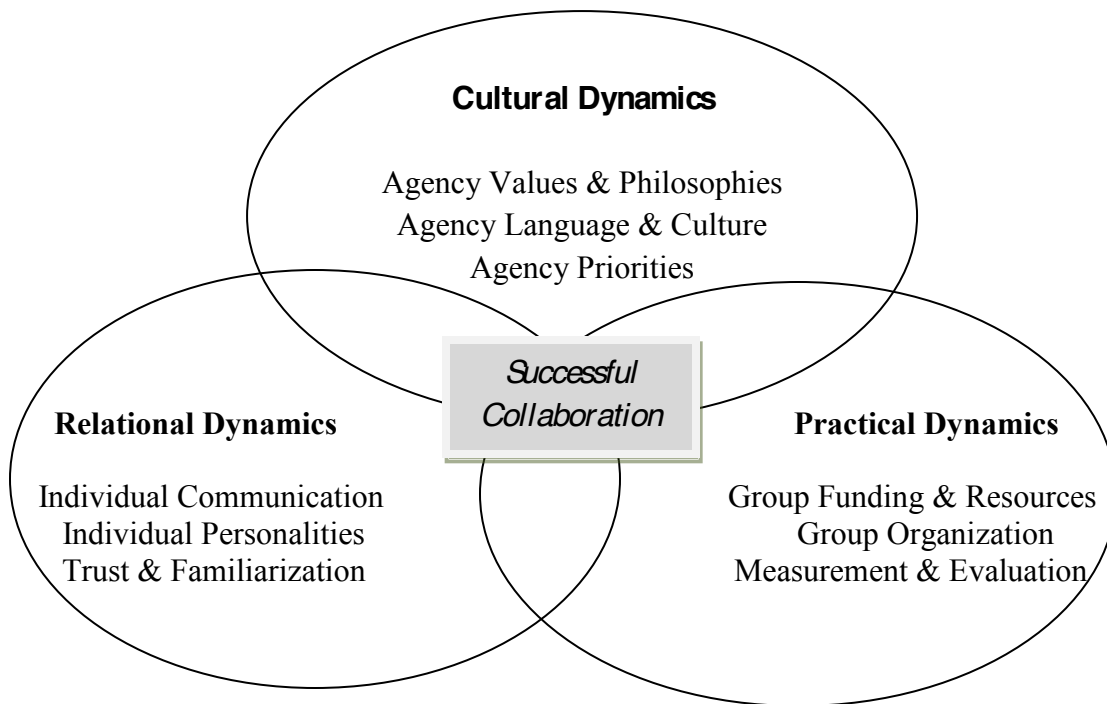 Cultural Dynamics
Agency Values & Philosophies
Agency Language & Culture
Agency Priorities
Successful
Collaboration
Relational Dynamics
Individual Communication
Individual Personalities
Trust & Familiarization
Practical Dynamics
Group Funding & Resources
Group Organization
Measurement & Evaluation